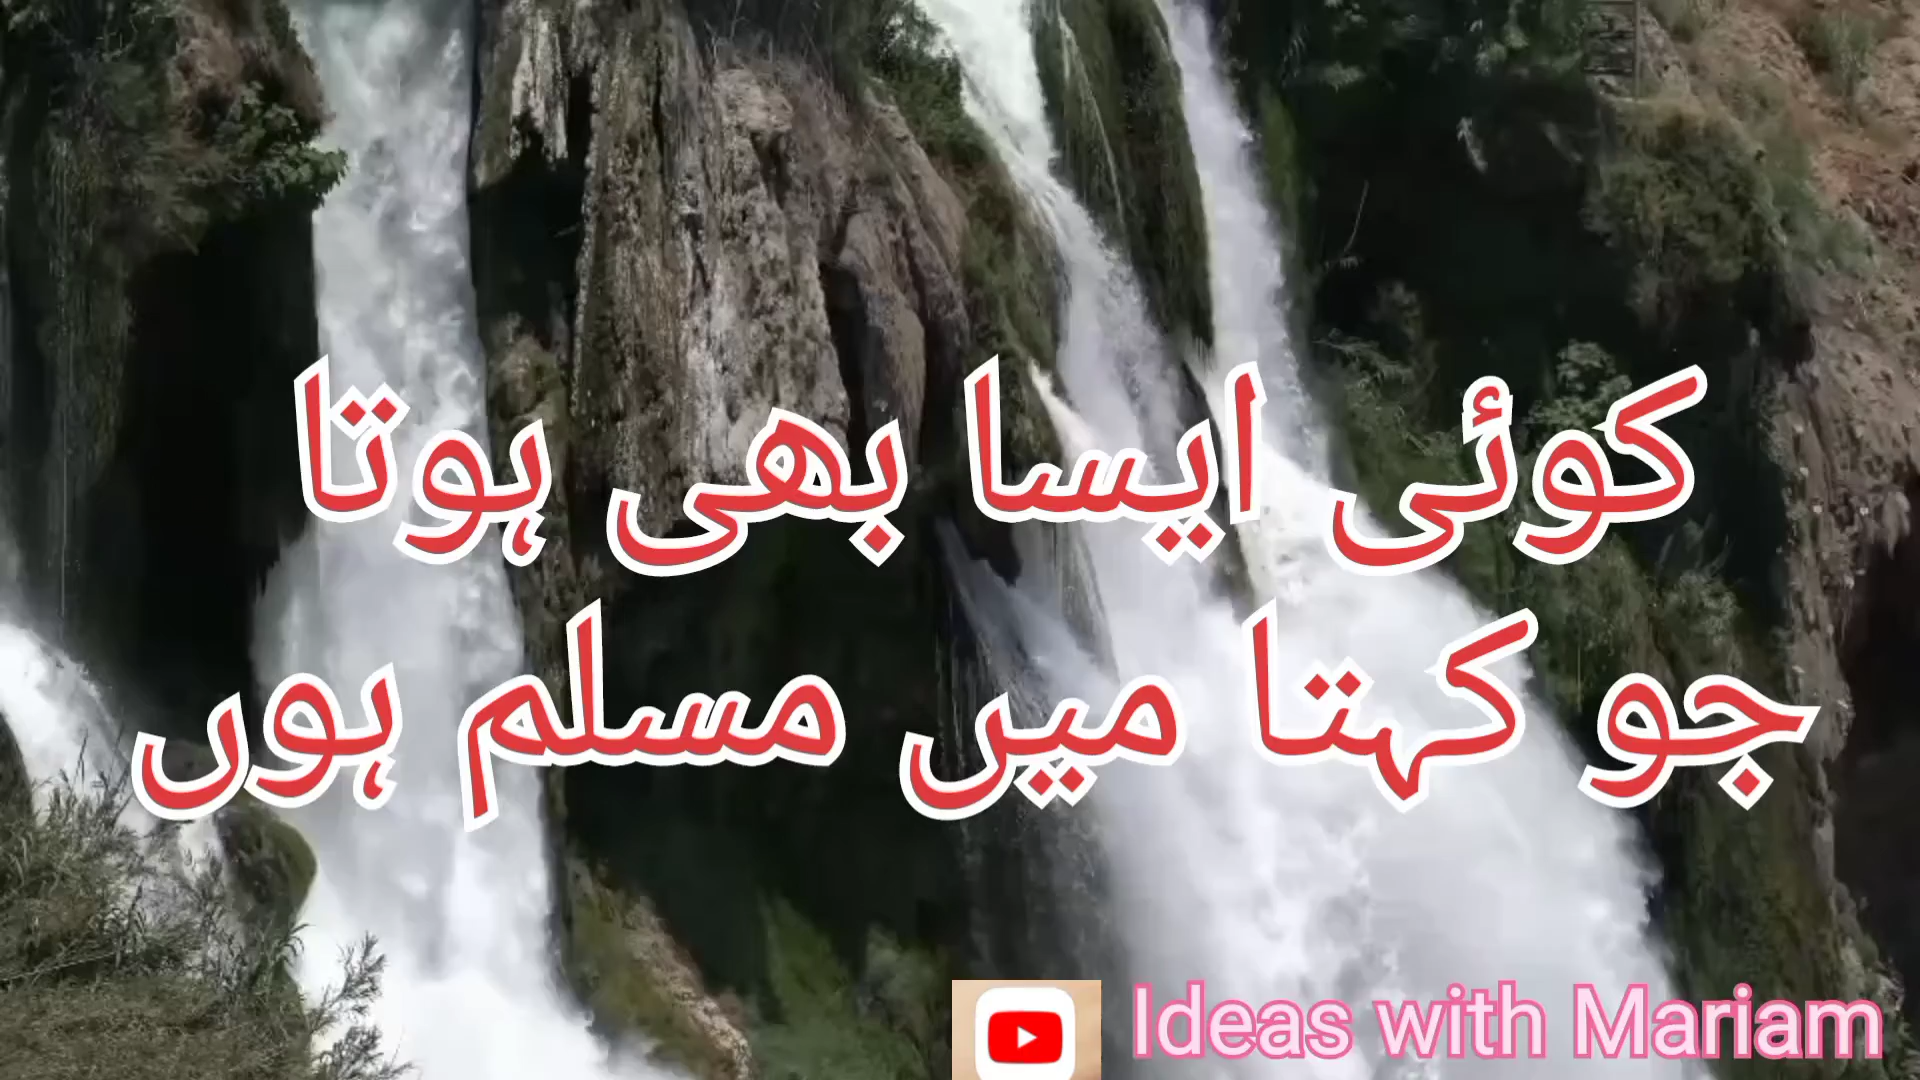 کوئی ایسا بھی ہوتا
جو کہتا میں مسلم ہوں
Ideas with Mariam